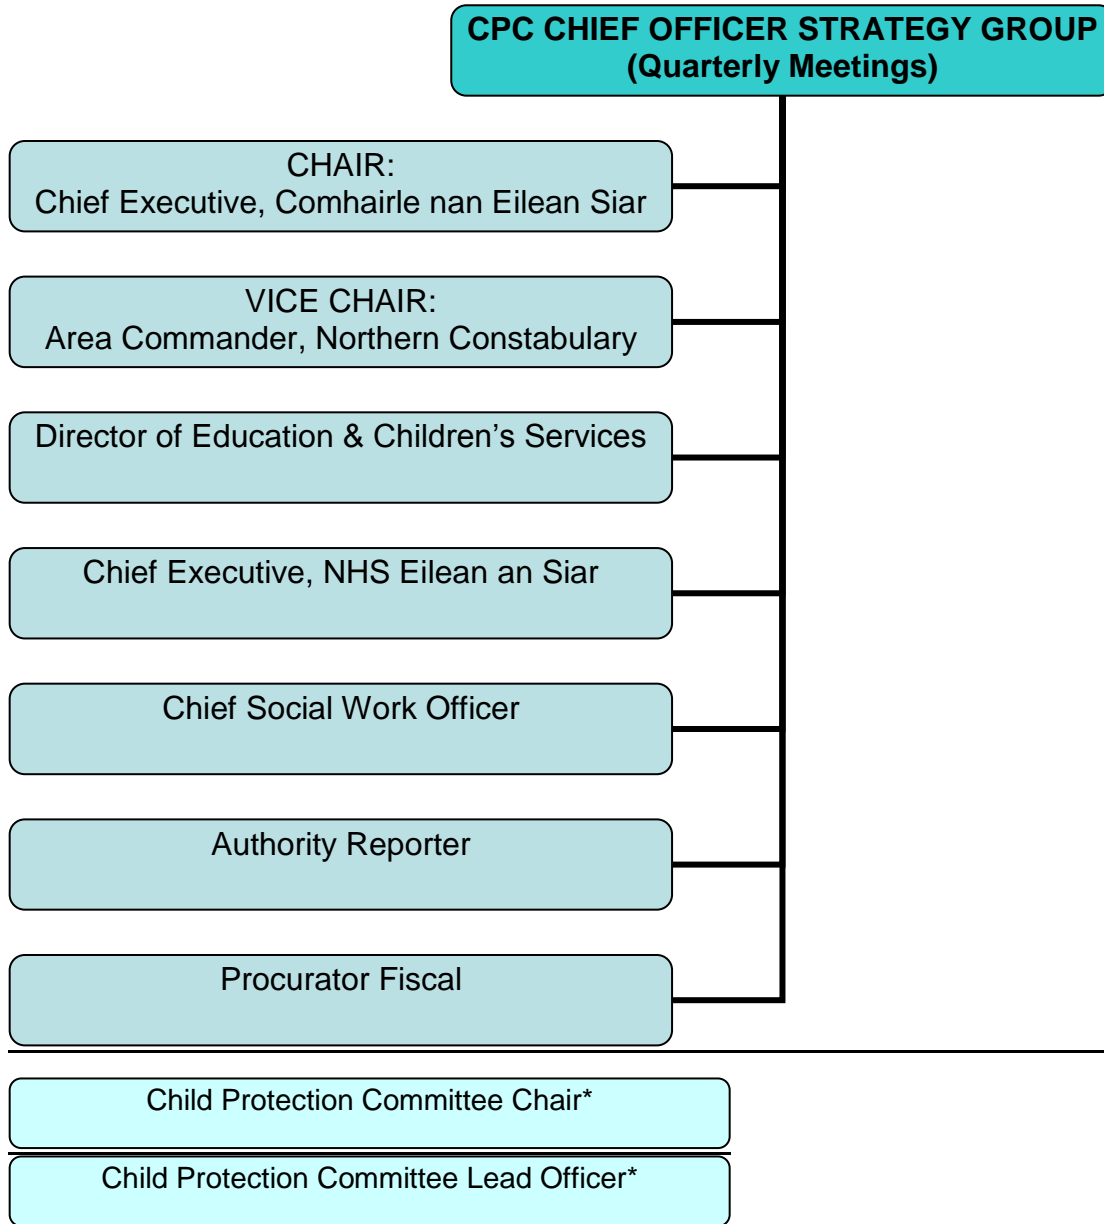 CPC CHIEF OFFICER STRATEGY GROUP
(Quarterly Meetings)
CHAIR:
Chief Executive, Comhairle nan Eilean Siar
VICE CHAIR:
Area Commander, Northern Constabulary
Director of Education & Children’s Services
Chief Executive, NHS Eilean an Siar
Chief Social Work Officer
Authority Reporter
Procurator Fiscal
Child Protection Committee Chair*
Child Protection Committee Lead Officer*